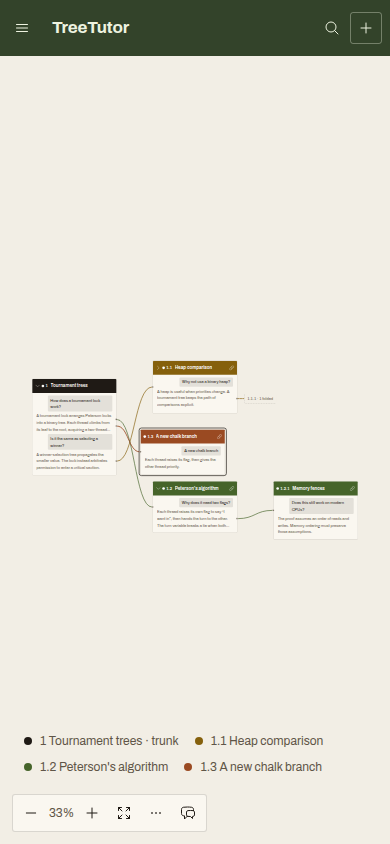 TreeTutor
1.1 Heap comparison
Why not use a binary heap?
A heap is useful when priorities change. A
tournament tree keeps the path of
comparisons explicit.
1.1.1 · 1 folded
1 Tournament trees
How does a tournament lock
work?
A tournament lock arranges Peterson locks
into a binary tree. Each thread climbs from
its leaf to the root, acquiring a two-thread…
Is it the same as selecting a
winner?
A winner selection tree propagates the
smaller value. The lock instead arbitrates
permission to enter a critical section.
1.3 A new chalk branch
A new chalk branch
Each thread raises its flag, then gives the
other thread priority.
1.2 Peterson's algorithm
Why does it need two flags?
Each thread raises its own flag to say "I
want in", then hands the turn to the other.
The turn variable breaks a tie when both…
1.2.1 Memory fences
Does this still work on modern
CPUs?
The proof assumes an order of reads and
writes. Memory ordering must preserve
those assumptions.
1 Tournament trees · trunk
1.1 Heap comparison
1.2 Peterson's algorithm
1.3 A new chalk branch
33%